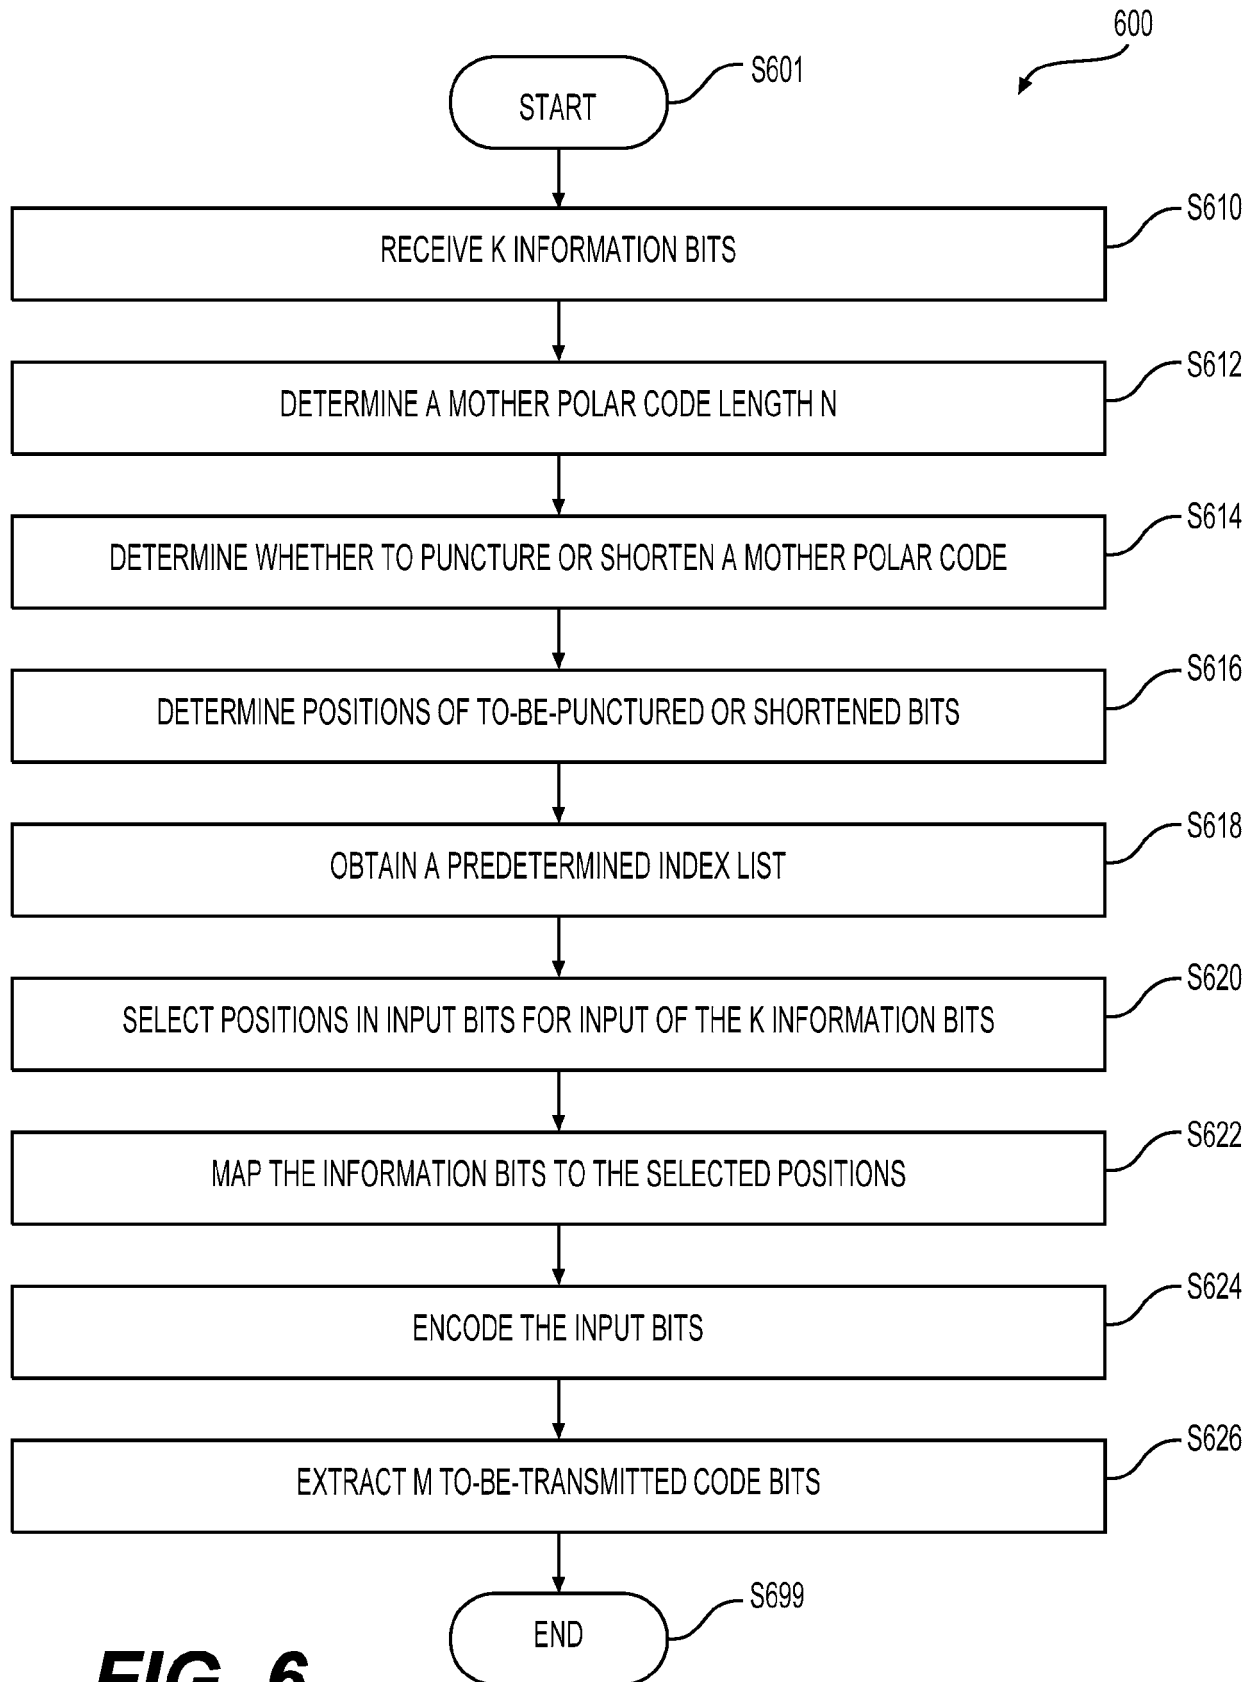 600
START
S601
S610
RECEIVE K INFORMATION BITS
S612
DETERMINE A MOTHER POLAR CODE LENGTH N
S614
DETERMINE WHETHER TO PUNCTURE OR SHORTEN A MOTHER POLAR CODE
S616
DETERMINE POSITIONS OF TO-BE-PUNCTURED OR SHORTENED BITS
S618
OBTAIN A PREDETERMINED INDEX LIST
S620
SELECT POSITIONS IN INPUT BITS FOR INPUT OF THE K INFORMATION BITS
S622
MAP THE INFORMATION BITS TO THE SELECTED POSITIONS
S624
ENCODE THE INPUT BITS
S626
EXTRACT M TO-BE-TRANSMITTED CODE BITS
S699
END
FIG. 6